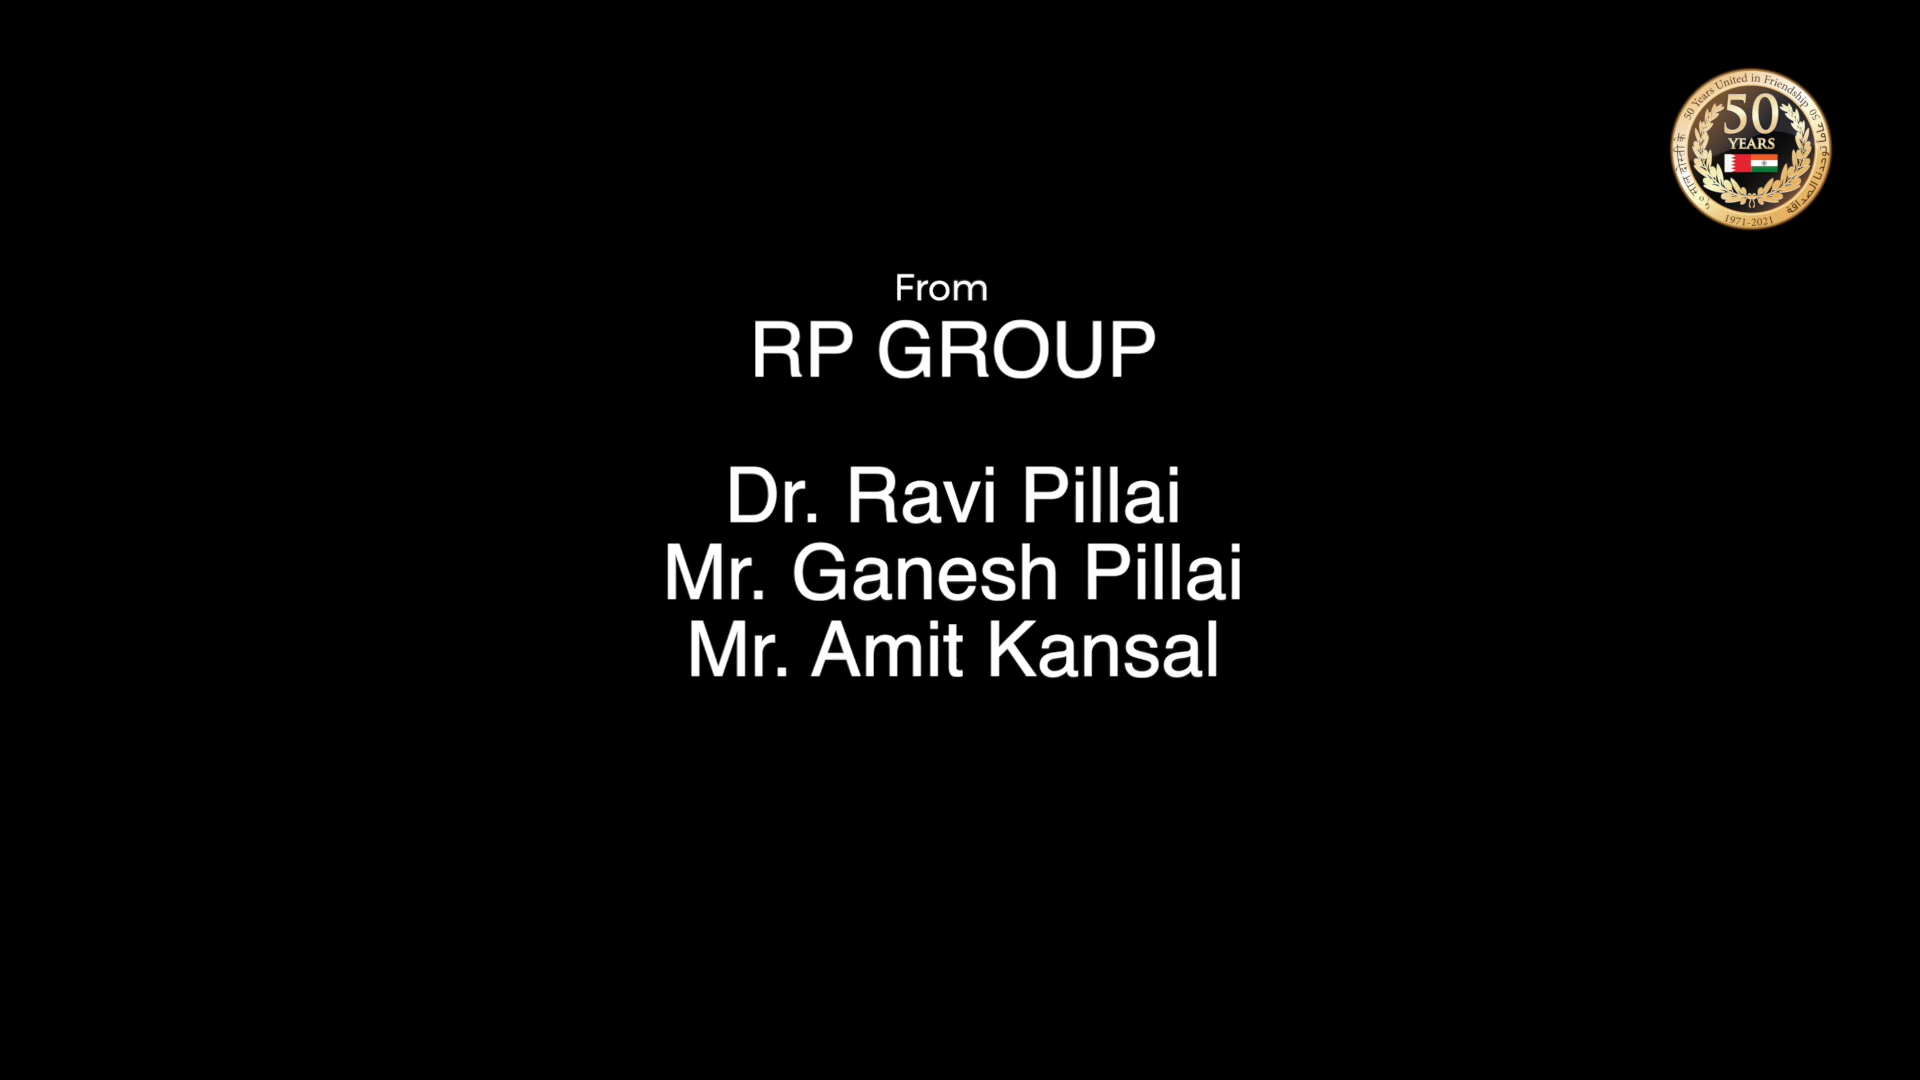 50 Years United in Friendship
50
YEARS
1971-2021
From
RP GROUP
Dr. Ravi Pillai
Mr. Ganesh Pillai
Mr. Amit Kansal